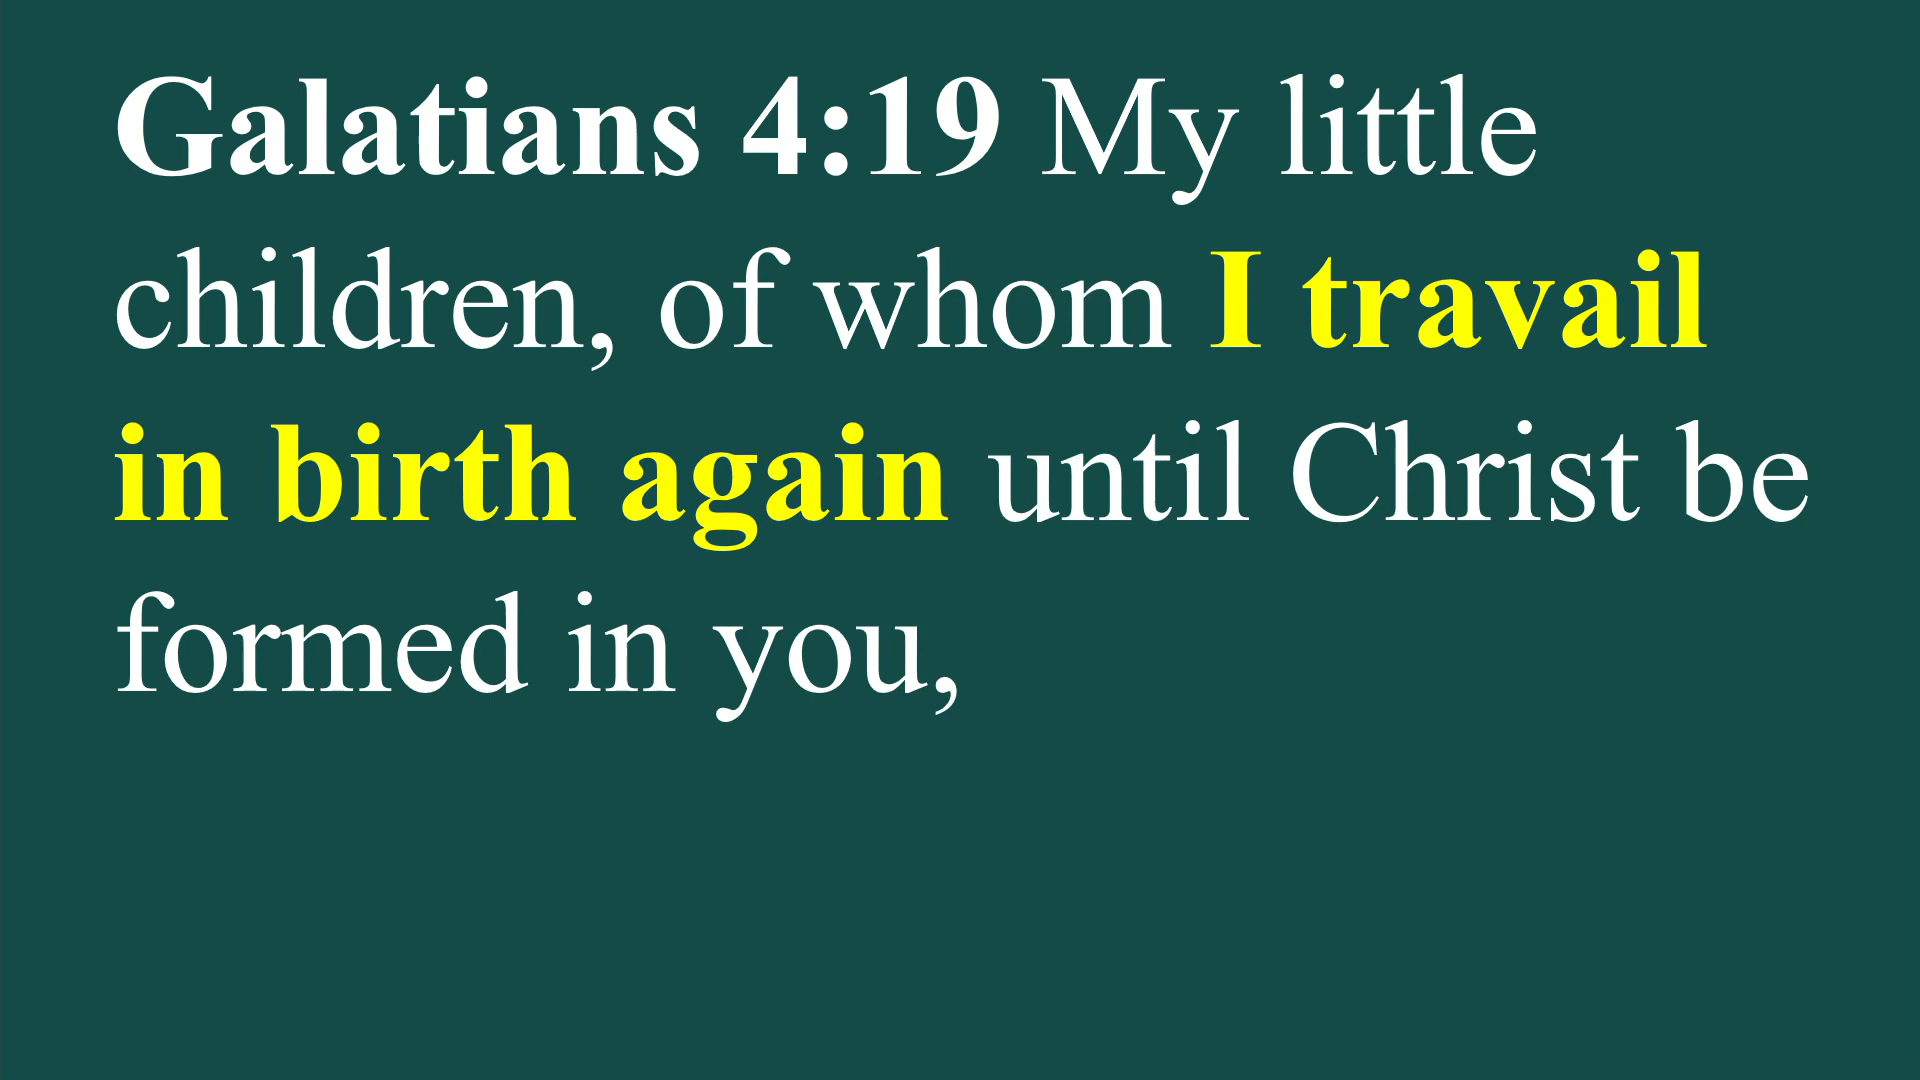 Galatians 4:19 My little
children, of whom I travail
in birth again until Christ be
formed in you,